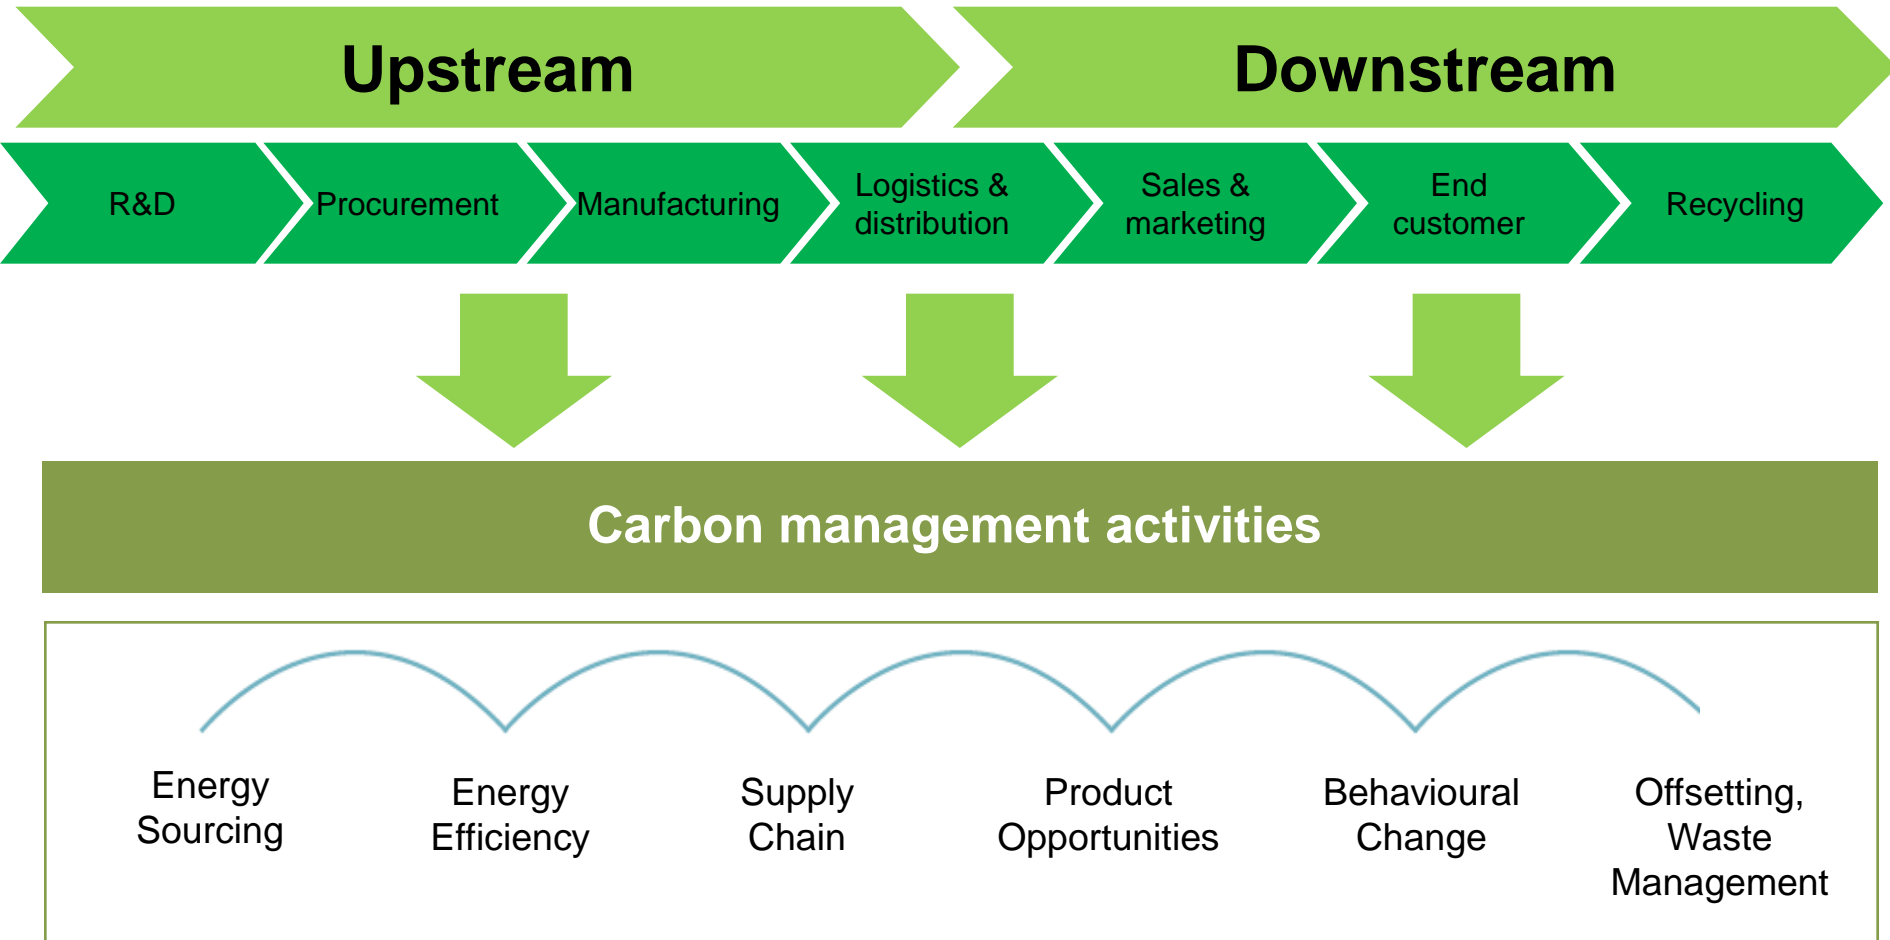 Upstream
Downstream
R&D
Procurement
Manufacturing
Logistics &
distribution
Sales &
marketing
End
customer
Recycling
Carbon management activities
Energy
Sourcing
Energy
Efficiency
Supply
Chain
Product
Opportunities
Behavioural
Change
Offsetting,
Waste
Management